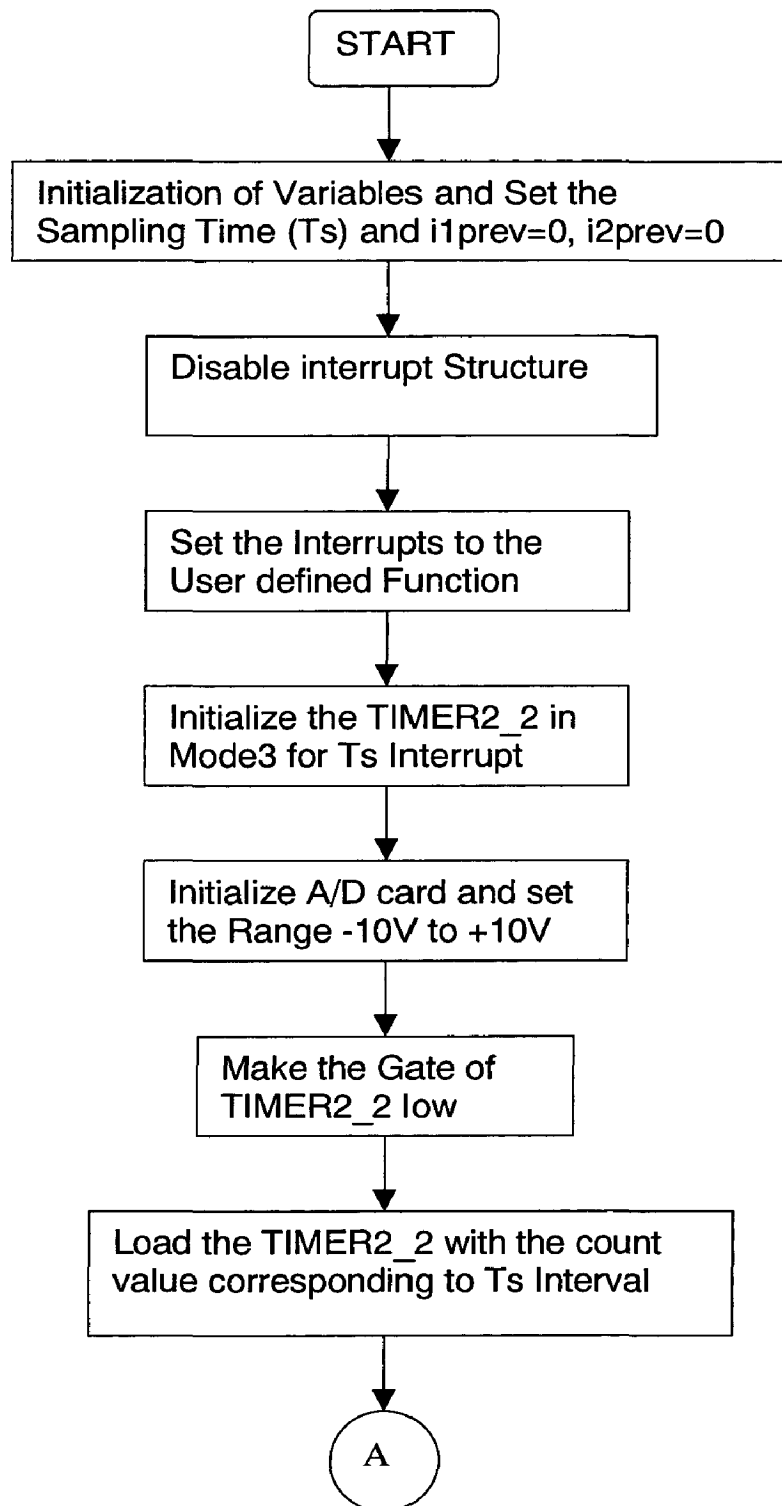 START
Initialization of Variables and Set the
Sampling Time (Ts) and i1prev=0, i2prev=0
Disable interrupt Structure
Set the Interrupts to the
User defined Function
Initialize the TIMER2_2 in
Mode3 for Ts Interrupt
Initialize A/D card and set
the Range -10V to +10V
Make the Gate of
TIMER2_2 low
Load the TIMER2_2 with the count
value corresponding to Ts Interval
A